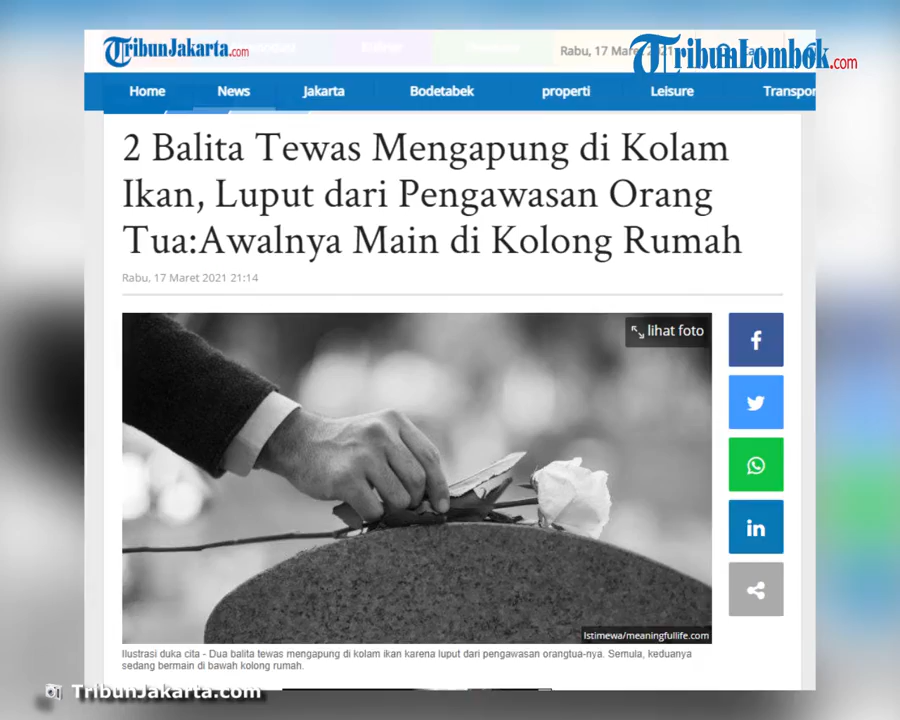 TribunJakarta.com
Rabu, 17 Mare
TribunLombok.com
Home News Jakarta Bodetabek properti Leisure Transpor
2 Balita Tewas Mengapung di Kolam
Ikan, Luput dari Pengawasan Orang
Tua:Awalnya Main di Kolong Rumah
Rabu, 17 Maret 2021 21:14
lihat foto
f
in
Istimewa/meaningfullife.com
Ilustrasi duka cita - Dua balita tewas mengapung di kolam ikan karena luput dari pengawasan orangtua-nya. Semula, keduanya
sedang bermain di bawah kolong rumah.
TribunJakarta.com